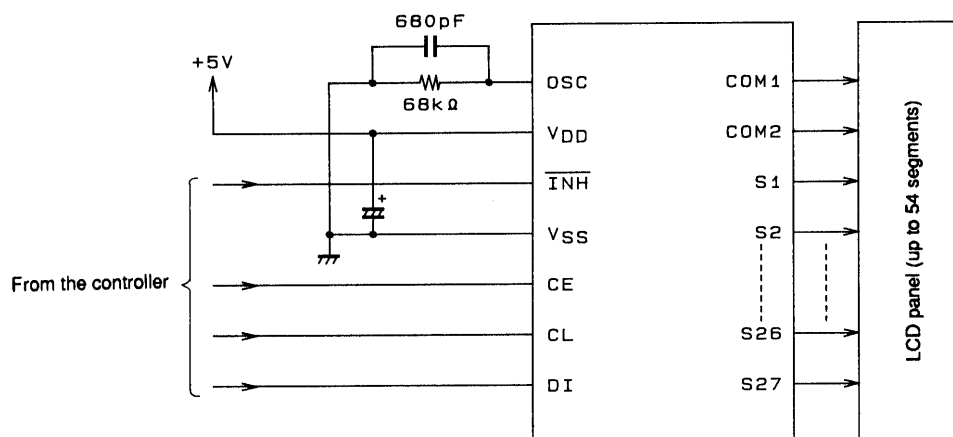 680pF
+5V
68kΩ
From the controller
+
OSC
VDD
INH
VSS
CE
CL
DI
COM1
COM2
S1
S2
S26
S27
LCD panel (up to 54 segments)